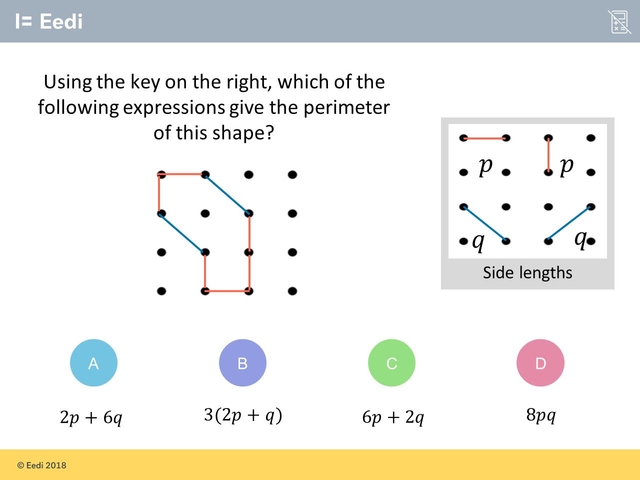 I= Eedi
Using the key on the right, which of the
following expressions give the perimeter
of this shape?
p p
q q
Side lengths
A B C D
2p + 6q 3(2p + q) 6p + 2q 8pq
© Eedi 2018